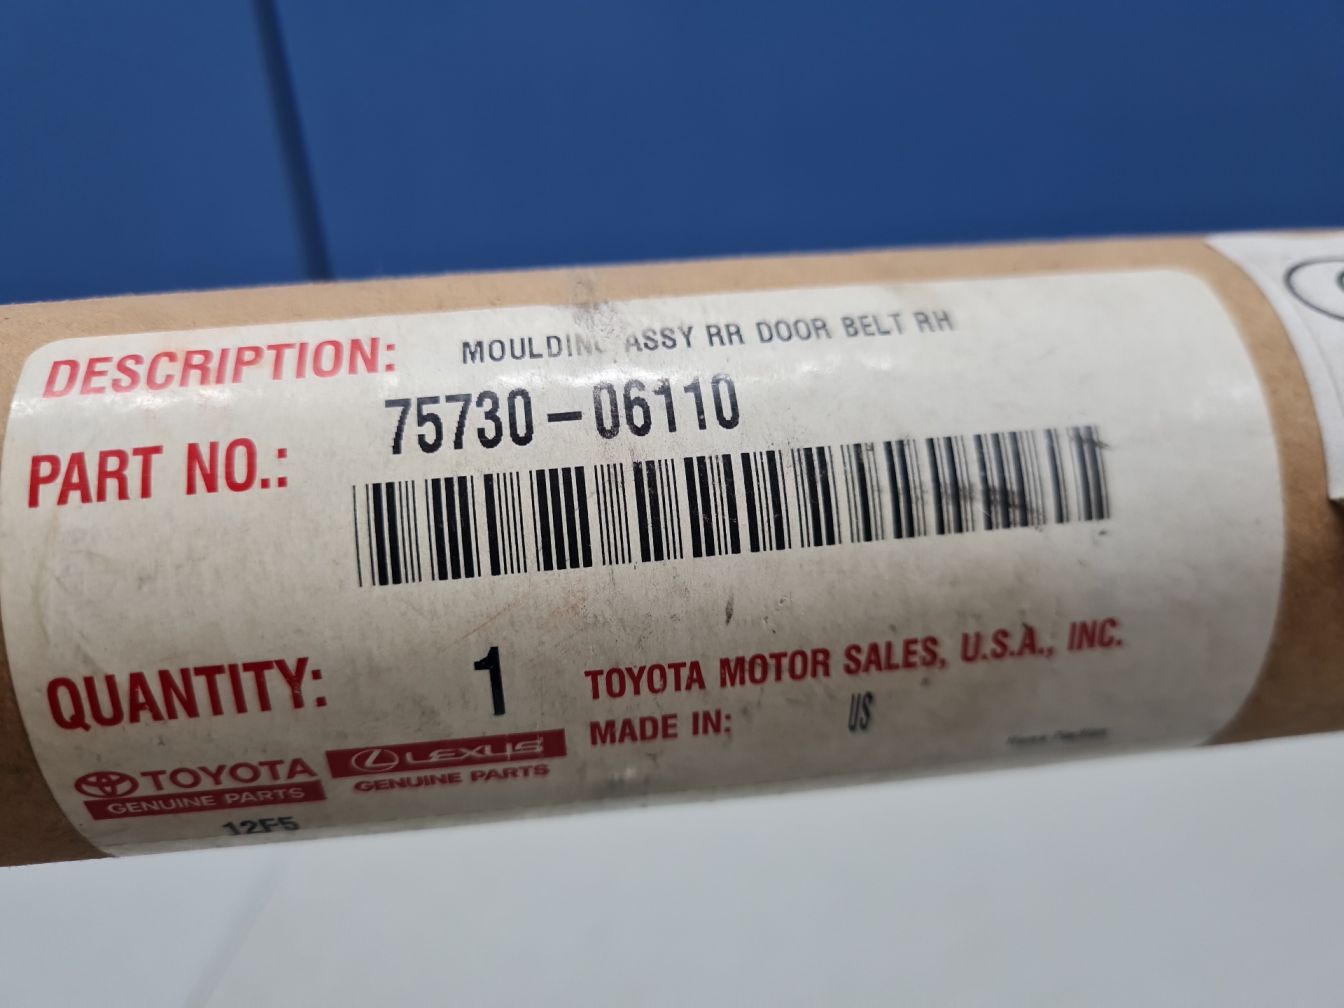 DESCRIPTION: MOULDING ASSY RR DOOR BELT RH
PART NO.: 75730-06110
QUANTITY: 1
TOYOTA MOTOR SALES, U.S.A., INC.
MADE IN: US
TOYOTA
GENUINE PARTS
LEXUS
GENUINE PARTS
12F5